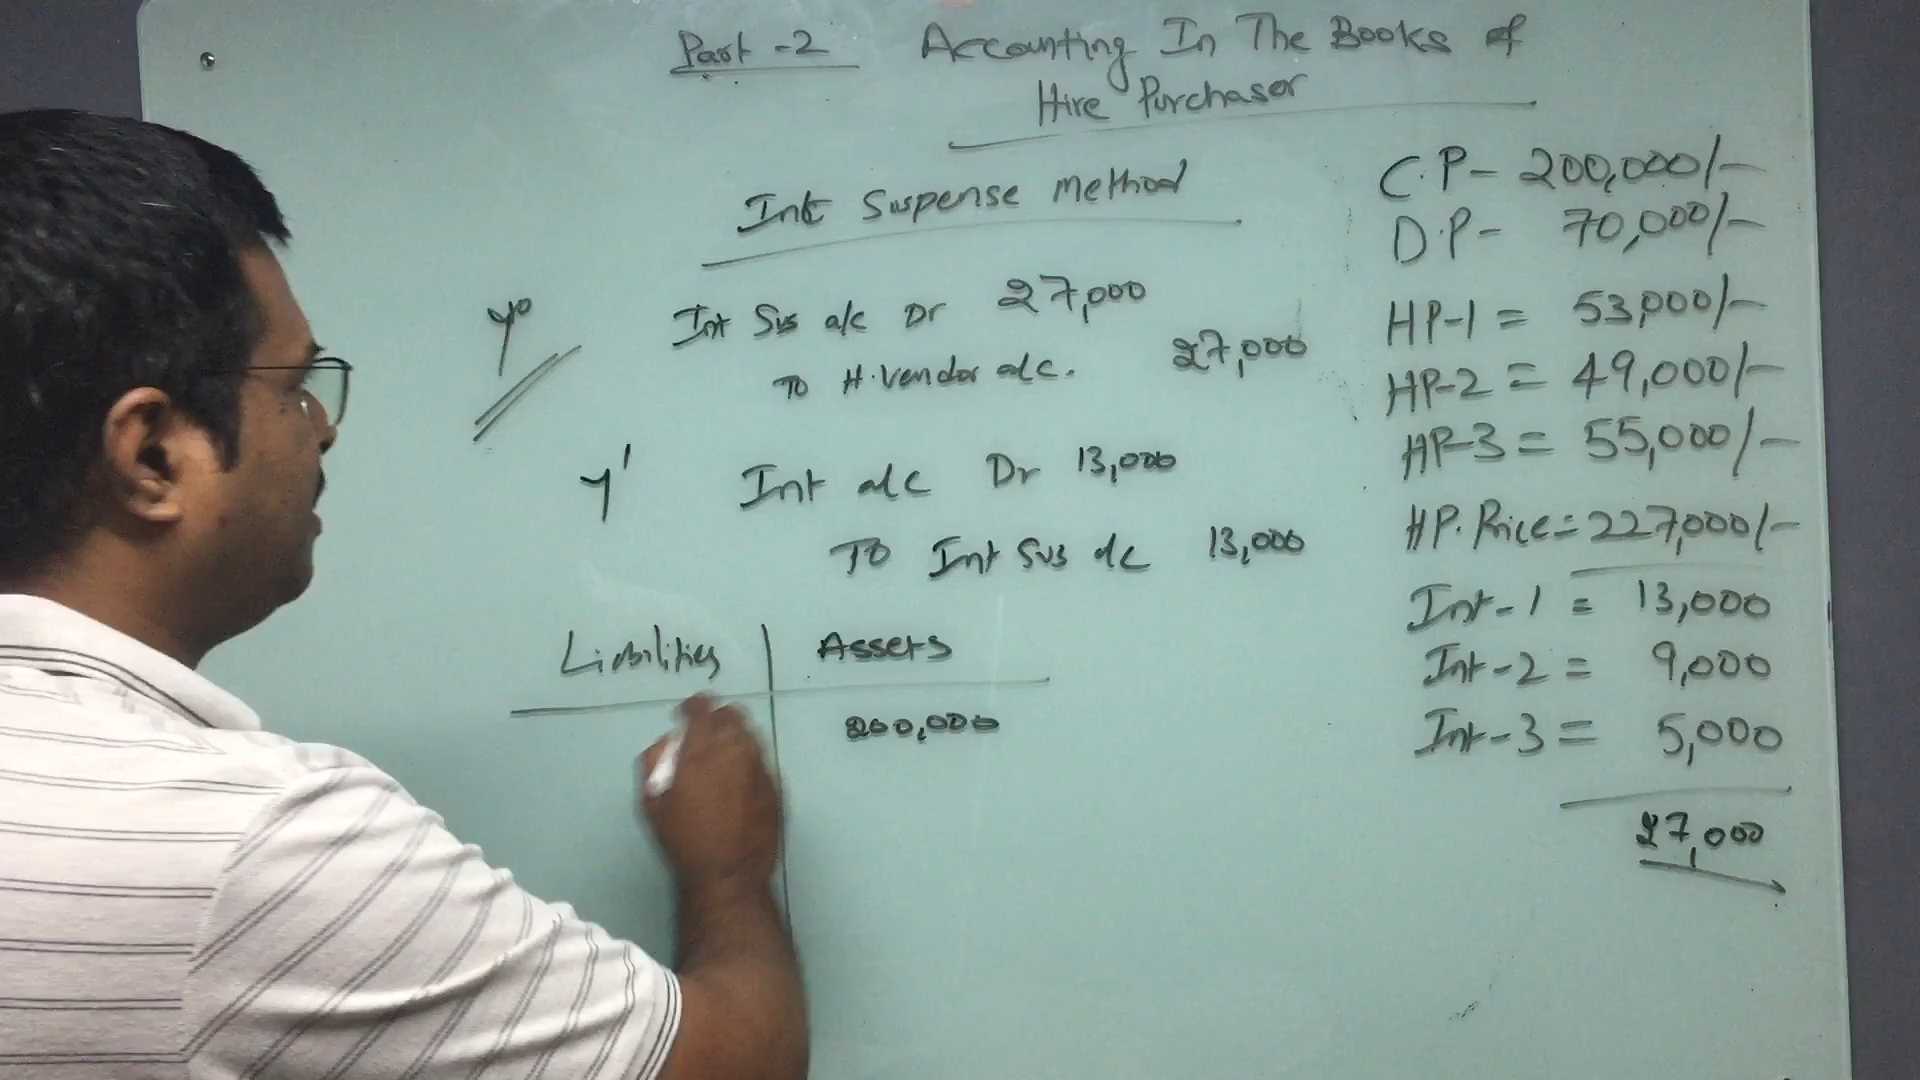 Part -2 Accounting In The Books of
Hire Purchaser
Int Suspense method
Y⁰ Int Sus a/c Dr 27,000
To H.Vendor a/c. 27,000
Y¹ Int a/c Dr 13,000
To Int Sus a/c 13,000
Liabilities Assets
200,000
C.P- 200,000/-
D.P- 70,000/-
HP-1 = 53,000/-
HP-2 = 49,000/-
HP-3 = 55,000/-
HP.Price = 227,000/-
Int-1 = 13,000
Int-2 = 9,000
Int-3 = 5,000
27,000